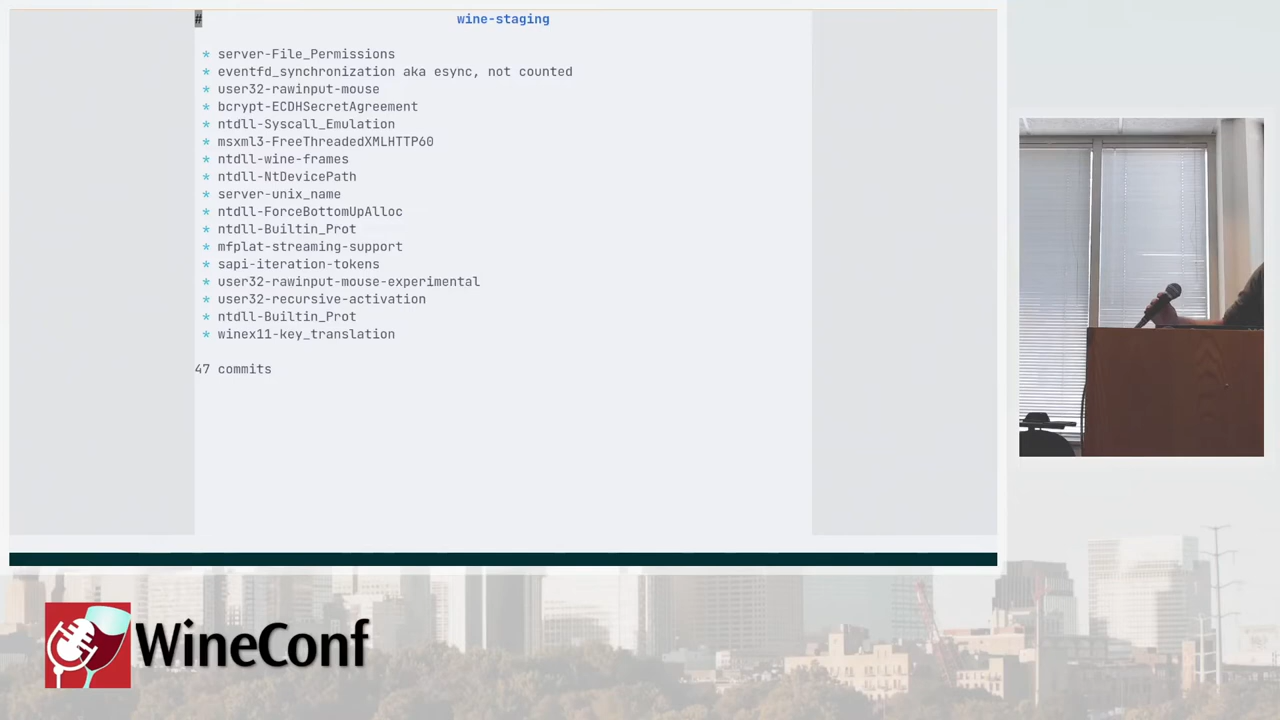 # wine-staging
* server-File_Permissions
* eventfd_synchronization aka esync, not counted
* user32-rawinput-mouse
* bcrypt-ECDHSecretAgreement
* ntdll-Syscall_Emulation
* msxml3-FreeThreadedXMLHTTP60
* ntdll-wine-frames
* ntdll-NtDevicePath
* server-unix_name
* ntdll-ForceBottomUpAlloc
* ntdll-Builtin_Prot
* mfplat-streaming-support
* sapi-iteration-tokens
* user32-rawinput-mouse-experimental
* user32-recursive-activation
* ntdll-Builtin_Prot
* winex11-key_translation
47 commits
WineConf